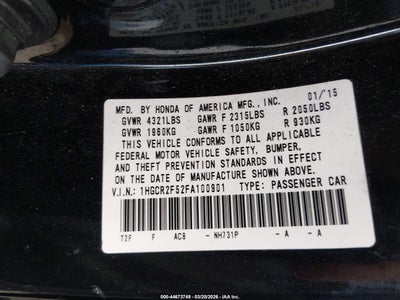 MFD. BY HONDA OF AMERICA MFG., INC. 01/'15
GVWR 4321LBS GAWR F 2315LBS R 2050LBS
GVWR 1960KG GAWR F 1050KG R 930KG
THIS VEHICLE CONFORMS TO ALL APPLICABLE
FEDERAL MOTOR VEHICLE SAFETY, BUMPER,
AND THEFT PREVENTION STANDARDS IN EFFECT
ON THE DATE OF MANUFACTURE SHOWN ABOVE.
V.I.N.: 1HGCR2F52FA100901 TYPE: PASSENGER CAR
T2F F AC8 - NH731P - A - A
000-44673749 - 03/20/2026 - © IAA Holdings, LLC